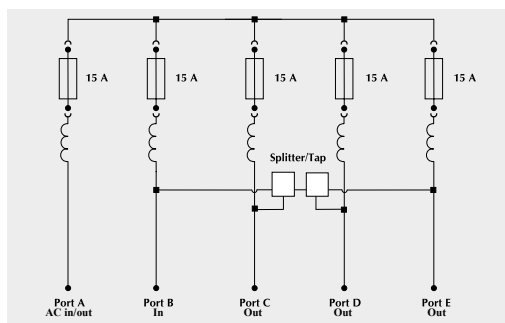 15 A 15 A 15 A 15 A 15 A
Splitter/Tap
Port A Port B Port C Port D Port E
AC in/out In Out Out Out